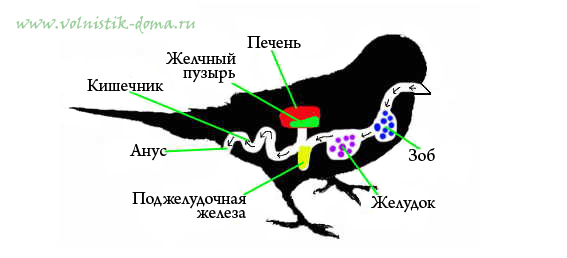 www.volnistik-doma.ru
Печень
Желчный
пузырь
Кишечник
Анус
Зоб
Поджелудочная
железа
Желудок